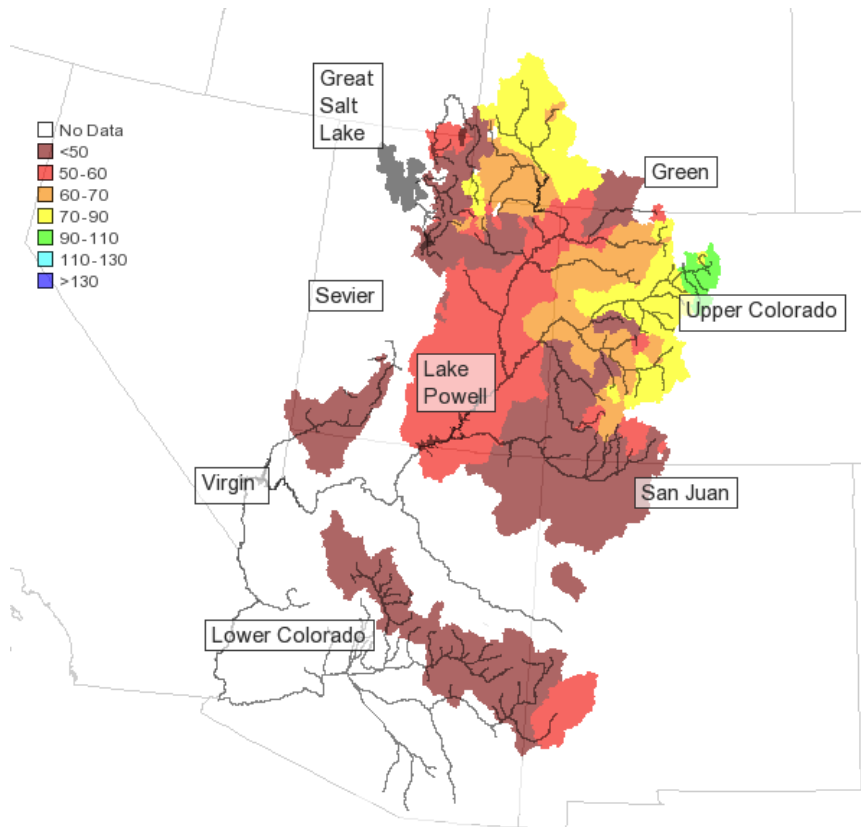 Great
Salt
Lake
No Data
<50
50-60
60-70
70-90
90-110
110-130
>130
Green
Sevier
Upper Colorado
Lake
Powell
Virgin
San Juan
Lower Colorado